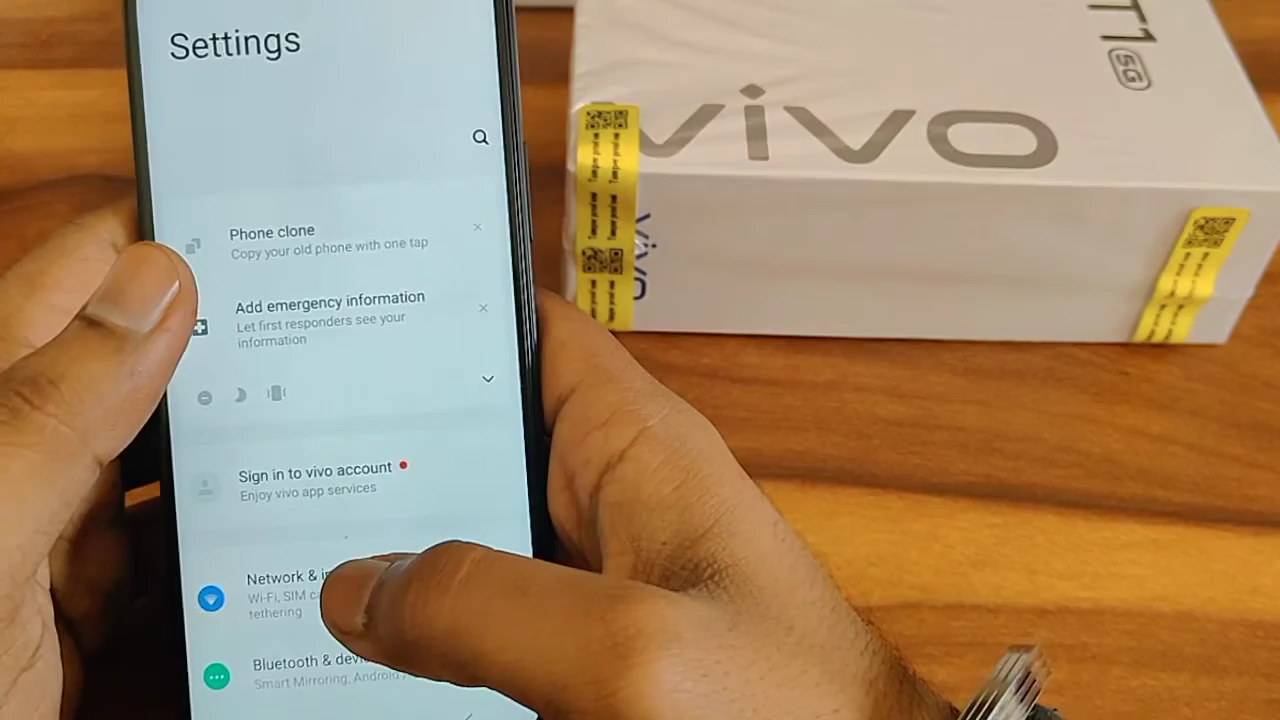 Settings
Phone clone
Copy your old phone with one tap
Add emergency information
Let first responders see your
information
Sign in to vivo account
Enjoy vivo app services
Network &
Wi-Fi, SIM
tethering
Bluetooth &
Smart Mirroring, Android
T1
5G
vivo
vivo